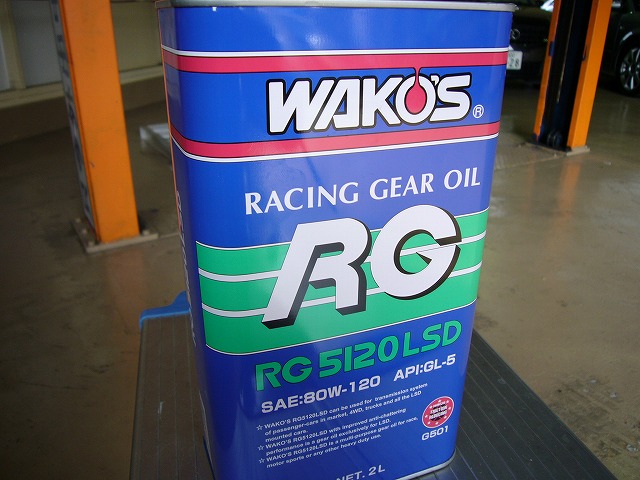 WAKO'S®
RACING GEAR OIL
RG
RG5120LSD
SAE:80W-120 API:GL-5
☆ WAKO'S RG5120LSD can be used for transmission system
of passenger-cars in market, 4WD, trucks and all the LSD
mounted cars.
☆ WAKO'S RG5120LSD with improved anti-chattering
performance is a gear oil exclusively for LSD.
☆ WAKO'S RG5120LSD is a multi-purpose gear oil for race,
motor sports or any other heavy duty use.
G501
NET. 2L